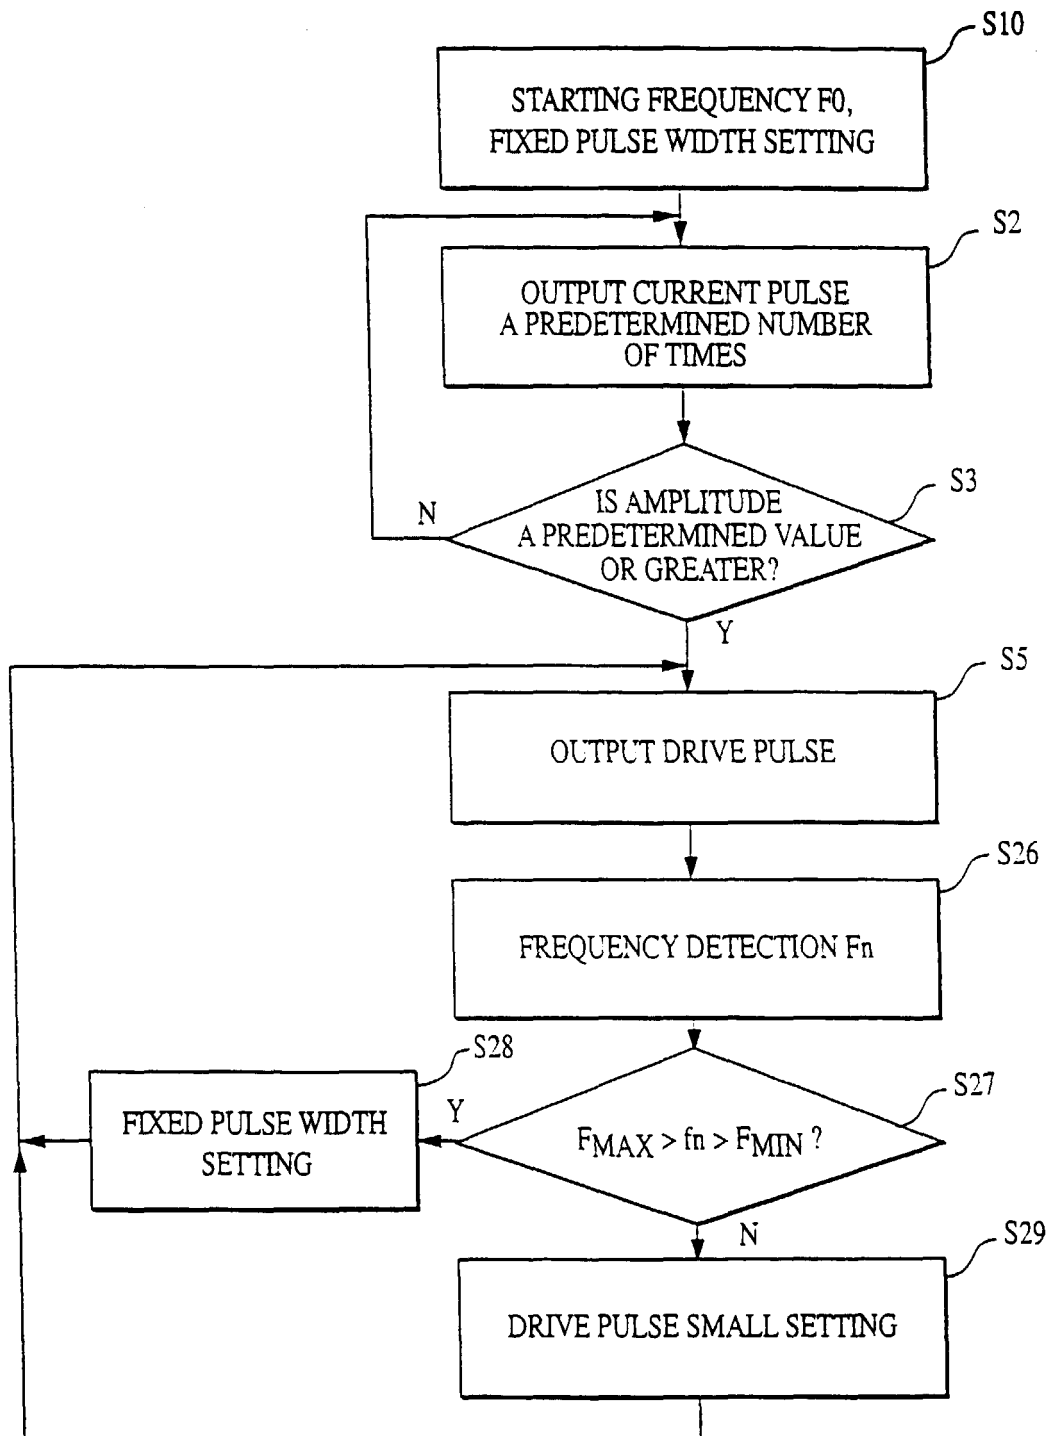 S10
STARTING FREQUENCY F0,
FIXED PULSE WIDTH SETTING
S2
OUTPUT CURRENT PULSE
A PREDETERMINED NUMBER
OF TIMES
S3
IS AMPLITUDE
A PREDETERMINED VALUE
OR GREATER?
N
Y
S5
OUTPUT DRIVE PULSE
S26
FREQUENCY DETECTION Fn
S28
FIXED PULSE WIDTH
SETTING
Y
S27
FMAX > fn > FMIN ?
N
S29
DRIVE PULSE SMALL SETTING